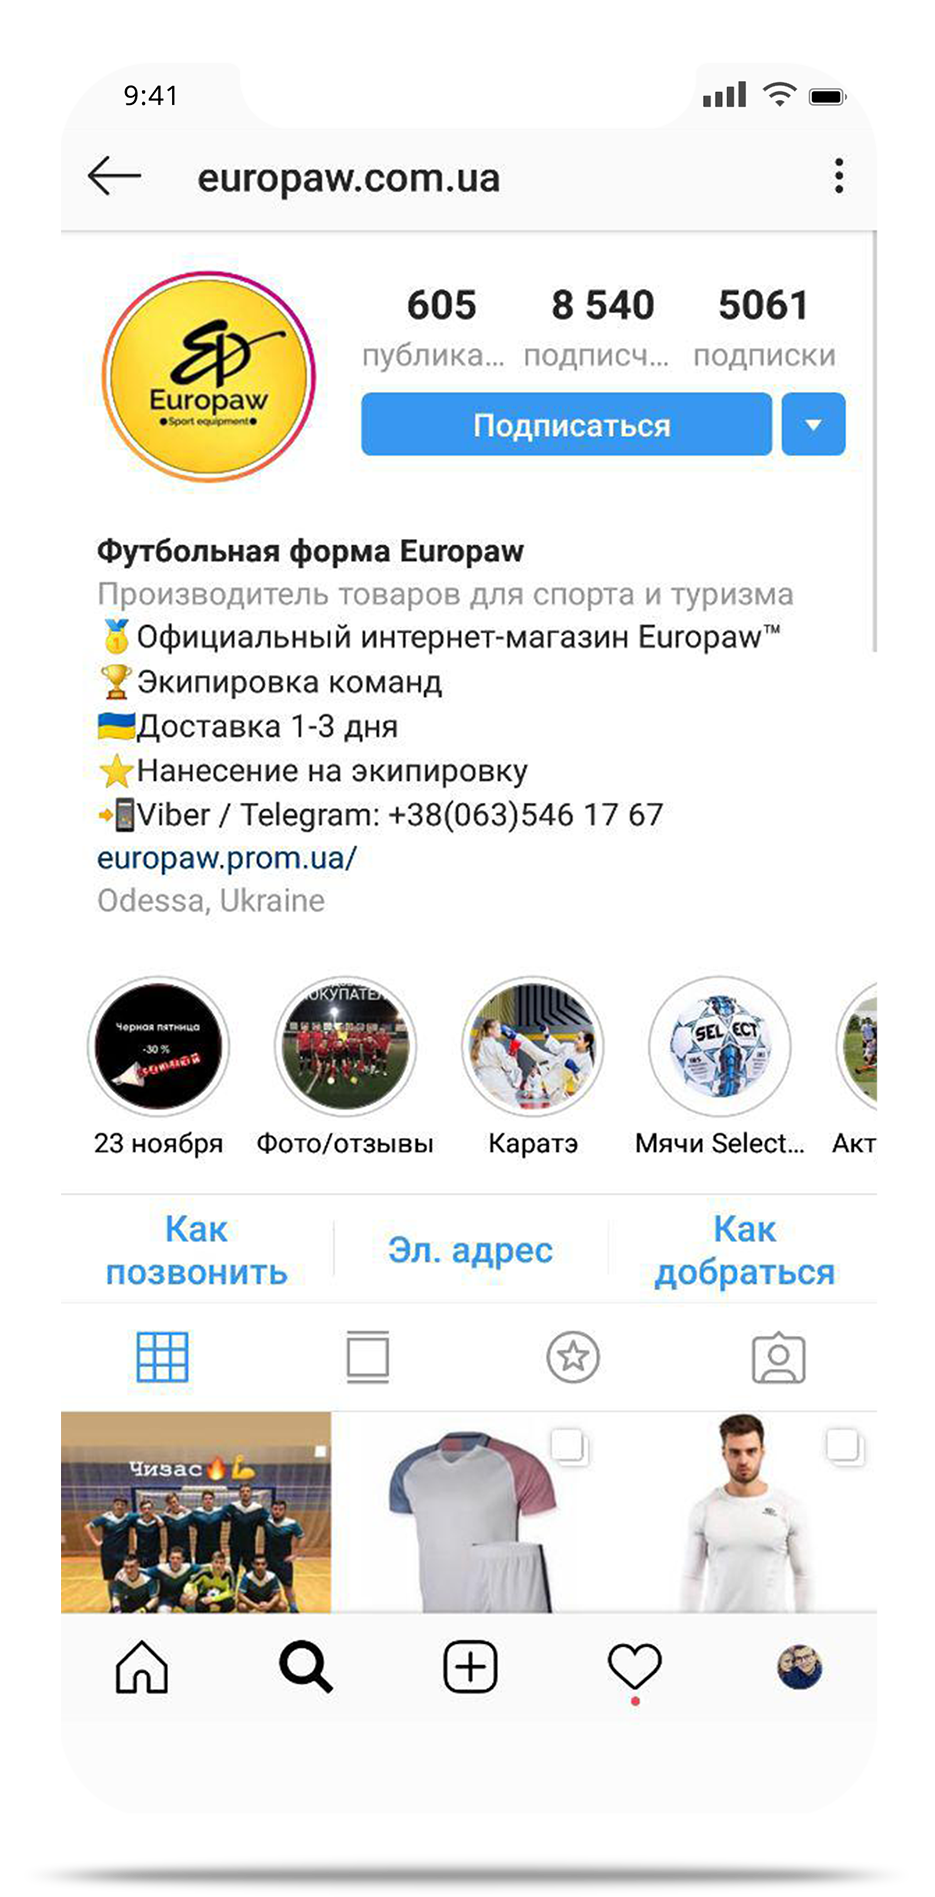 9:41
europaw.com.ua
605 8 540 5061
публика... подписч... подписки
Подписаться
Europaw
Sport equipment
Футбольная форма Europaw
Производитель товаров для спорта и туризма
🥇Официальный интернет-магазин Europaw™
🏆Экипировка команд
🇺🇦Доставка 1-3 дня
⭐Нанесение на экипировку
📲Viber / Telegram: +38(063)546 17 67
europaw.prom.ua/
Odessa, Ukraine
Черная пятница
-30 %
SELECT
23 ноября Фото/отзывы Каратэ Мячи Select... Акт
Как позвонить
Эл. адрес
Как добраться
Чизас🔥💪